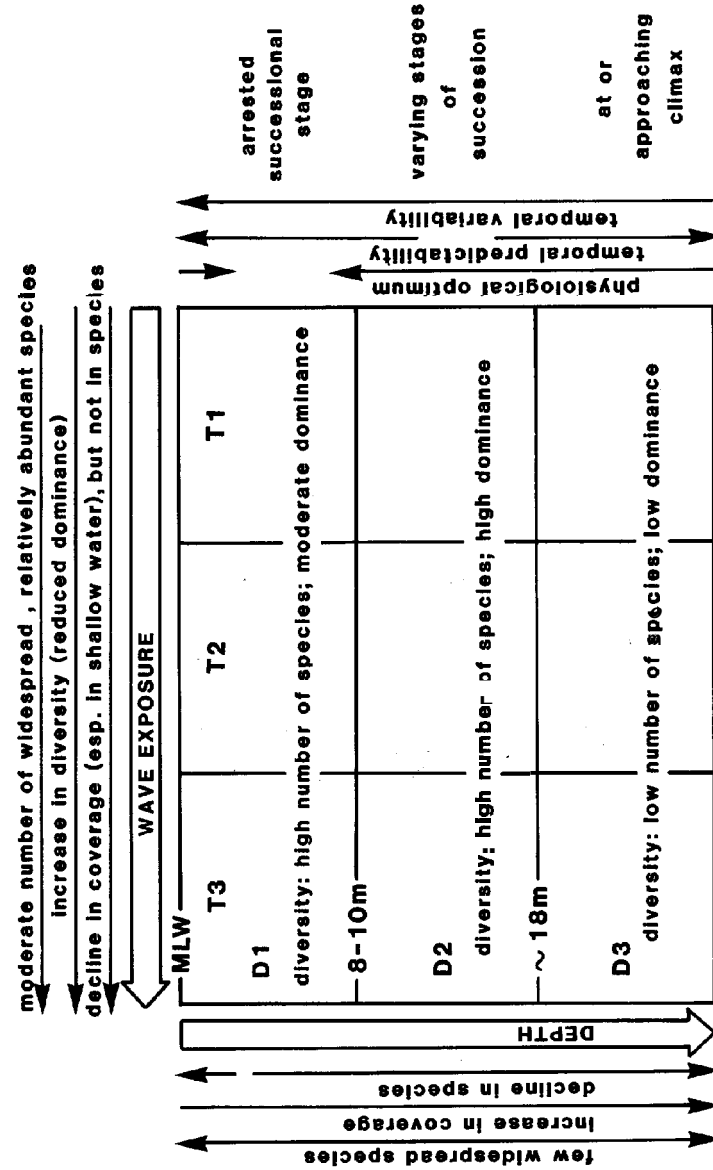 moderate number of widespread, relatively abundant species
increase in diversity (reduced dominance)
decline in coverage (esp. in shallow water), but not in species
WAVE EXPOSURE
MLW
T3
T2
T1
D1
diversity: high number of species; moderate dominance
8-10m
D2
diversity; high number of species; high dominance
~18m
D3
diversity: low number of species; low dominance
DEPTH
decline in species
increase in coverage
few widespread species
physiological optimum
temporal predictability
temporal variability
arrested
successional
stage
varying stages
of
succession
at or
approaching
climax